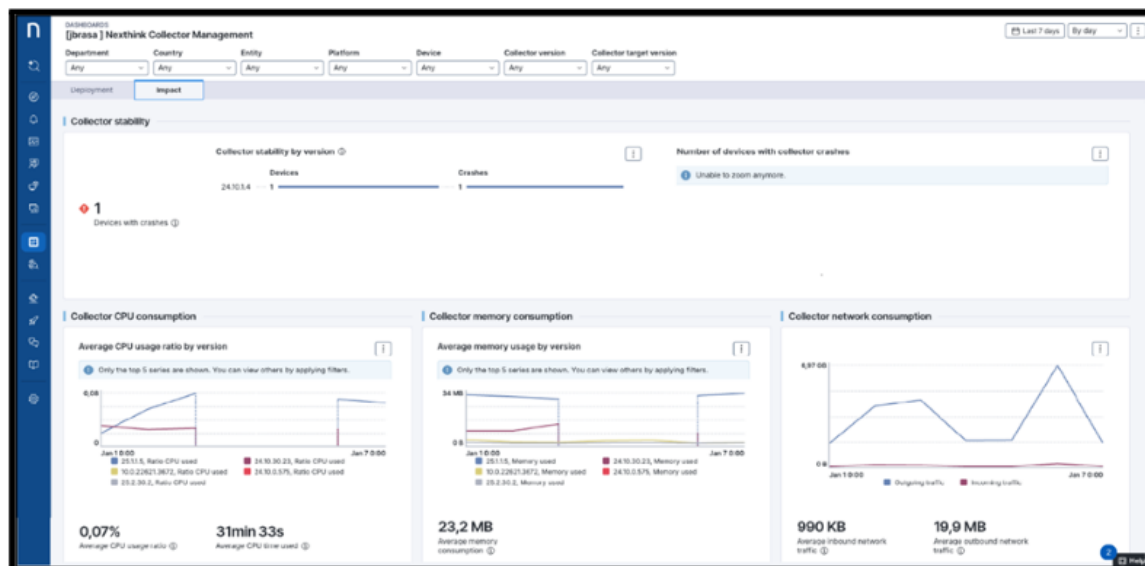 n
DASHBOARDS
[jbrasa ] Nexthink Collector Management
Last 7 days By day
Department Country Entity Platform Device Collector version Collector target version
Any Any Any Any Any Any Any
Deployment Impact
Collector stability
Collector stability by version
Devices Crashes
24.10.1.4 1 1
1
Devices with crashes
Number of devices with collector crashes
Unable to zoom anymore.
Collector CPU consumption
Average CPU usage ratio by version
Only the top 5 series are shown. You can view others by applying filters.
0,08
0
Jan 1 0:00 Jan 7 0:00
25.1.1.5, Ratio CPU used 24.10.30.23, Ratio CPU used
10.0.22621.3672, Ratio CPU used 24.10.0.575, Ratio CPU used
25.2.30.2, Ratio CPU used
0,07% 31min 33s
Average CPU usage ratio Average CPU time used
Collector memory consumption
Average memory usage by version
Only the top 5 series are shown. You can view others by applying filters.
34 MB
0 B
Jan 1 0:00 Jan 7 0:00
25.1.1.5, Memory used 24.10.30.23, Memory used
10.0.22621.3672, Memory used 24.10.0.575, Memory used
25.2.30.2, Memory used
23,2 MB
Average memory
consumption
Collector network consumption
6,87 GB
0 B
Jan 1 0:00 Jan 7 0:00
Outgoing traffic Incoming traffic
990 KB 19,9 MB
Average inbound network Average outbound network
traffic traffic
2
Help